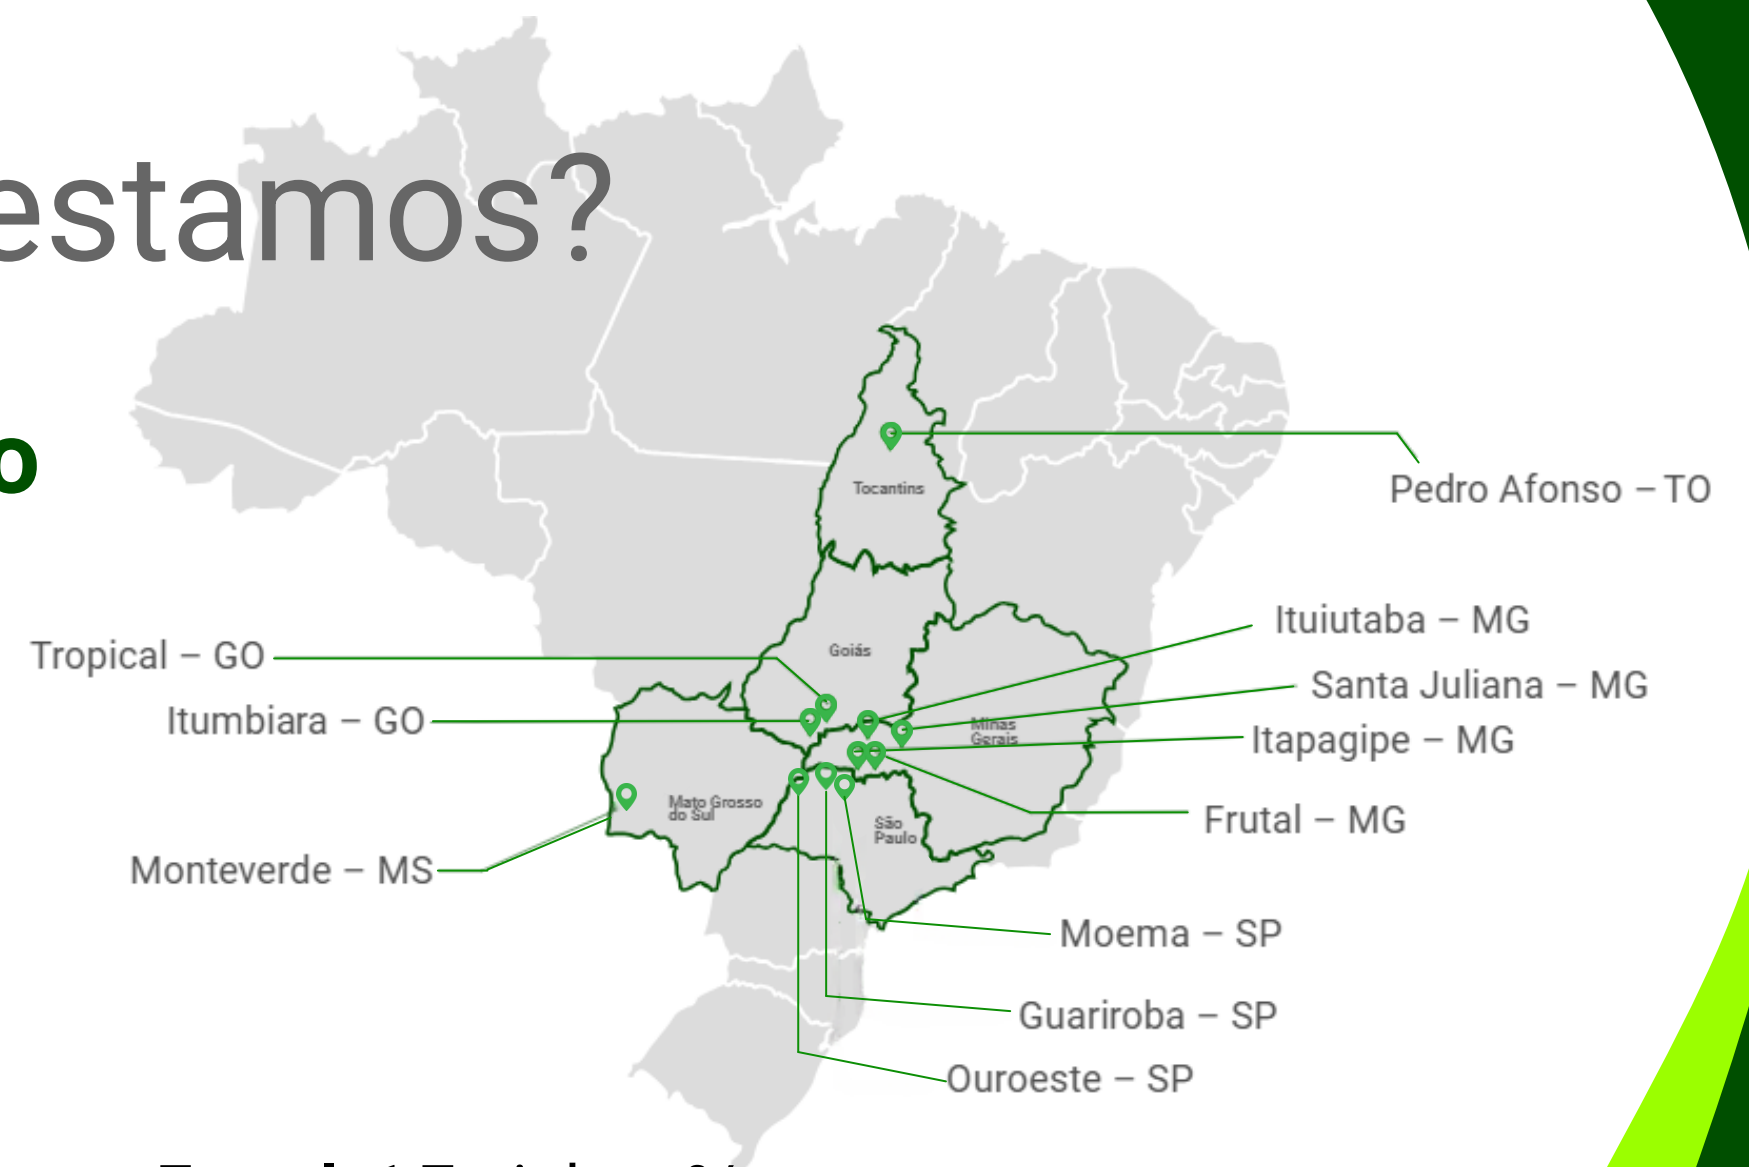 estamos?
o
Pedro Afonso – TO
Tocantins
Ituiutaba – MG
Tropical – GO
Goiás
Santa Juliana – MG
Itumbiara – GO
Minas
Gerais
Itapagipe – MG
Mato Grosso
do Sul
São
Paulo
Frutal – MG
Monteverde – MS
Moema – SP
Guariroba – SP
Ouroeste – SP